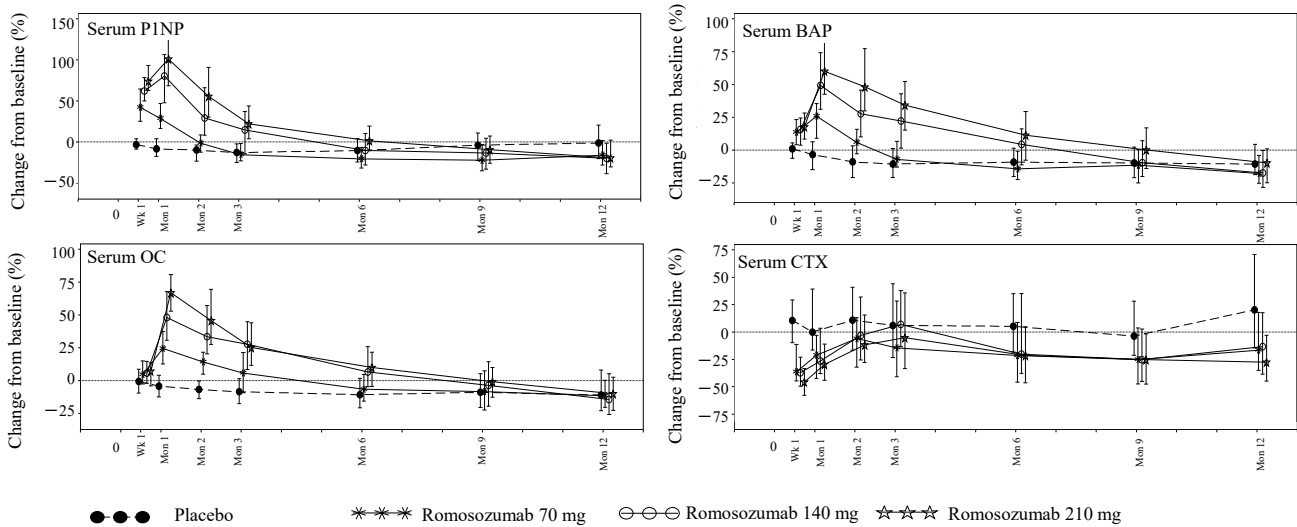 Serum P1NP
Change from baseline (%)
150
100
50
0
−50
0
Wk 1
Mon 1
Mon 2
Mon 3
Mon 6
Mon 9
Mon 12
Serum BAP
Change from baseline (%)
100
75
50
25
0
−25
0
Wk 1
Mon 1
Mon 2
Mon 3
Mon 6
Mon 9
Mon 12
Serum OC
Change from baseline (%)
100
75
50
25
0
−25
0
Wk 1
Mon 1
Mon 2
Mon 3
Mon 6
Mon 9
Mon 12
Serum CTX
Change from baseline (%)
75
50
25
0
−25
−50
−75
0
Wk 1
Mon 1
Mon 2
Mon 3
Mon 6
Mon 9
Mon 12
Placebo Romosozumab 70 mg Romosozumab 140 mg Romosozumab 210 mg